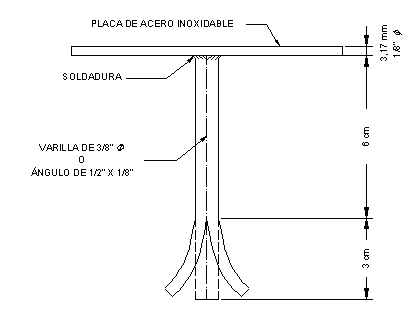 PLACA DE ACERO INOXIDABLE
3,17 mm
1/8" ϕ
SOLDADURA
6 cm
VARILLA DE 3/8" ϕ
O
ÁNGULO DE 1/2" X 1/8"
3 cm